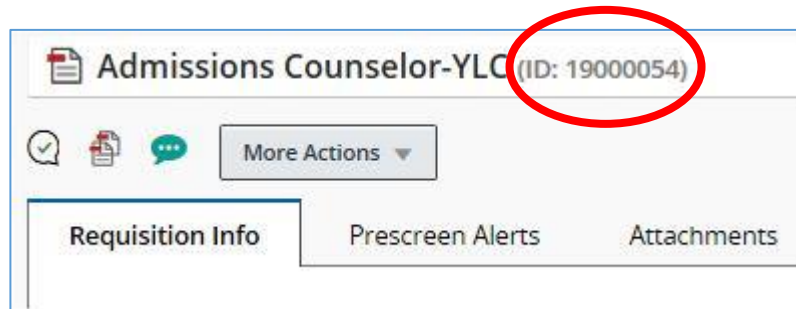 Admissions Counselor-YLC (ID: 19000054)
More Actions
Requisition Info Prescreen Alerts Attachments